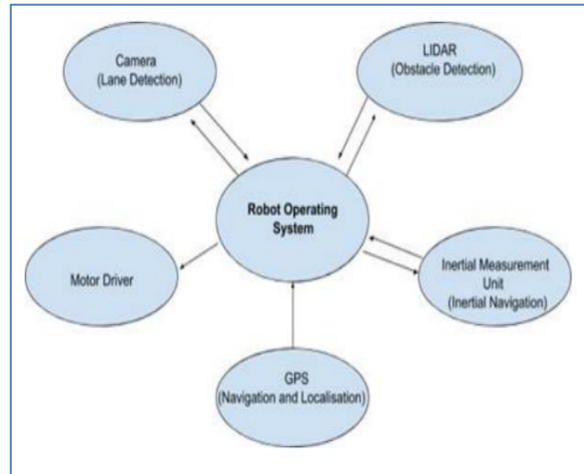 Camera
(Lane Detection)
LIDAR
(Obstacle Detection)
Robot Operating
System
Motor Driver
Inertial Measurement
Unit
(Inertial Navigation)
GPS
(Navigation and Localisation)